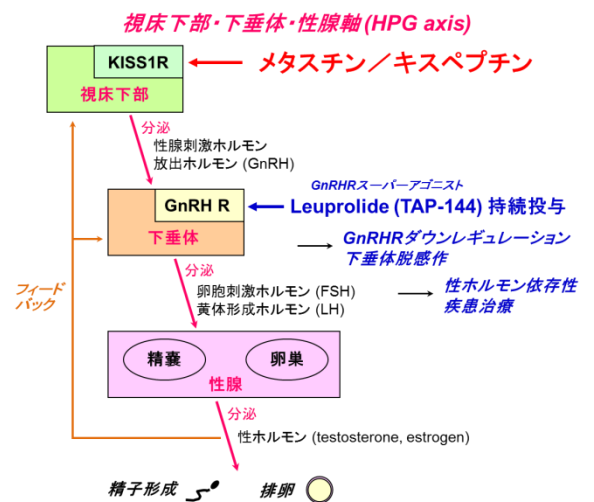 視床下部・下垂体・性腺軸 (HPG axis)
KISS1R
メタスチン／キスペプチン
視床下部
分泌
性腺刺激ホルモン
放出ホルモン (GnRH)
GnRHRスーパーアゴニスト
GnRH R
Leuprolide (TAP-144) 持続投与
下垂体
GnRHRダウンレギュレーション
下垂体脱感作
分泌
フィード
バック
卵胞刺激ホルモン (FSH)
黄体形成ホルモン (LH)
性ホルモン依存性
疾患治療
精嚢
卵巣
性腺
分泌
性ホルモン (testosterone, estrogen)
精子形成
排卵